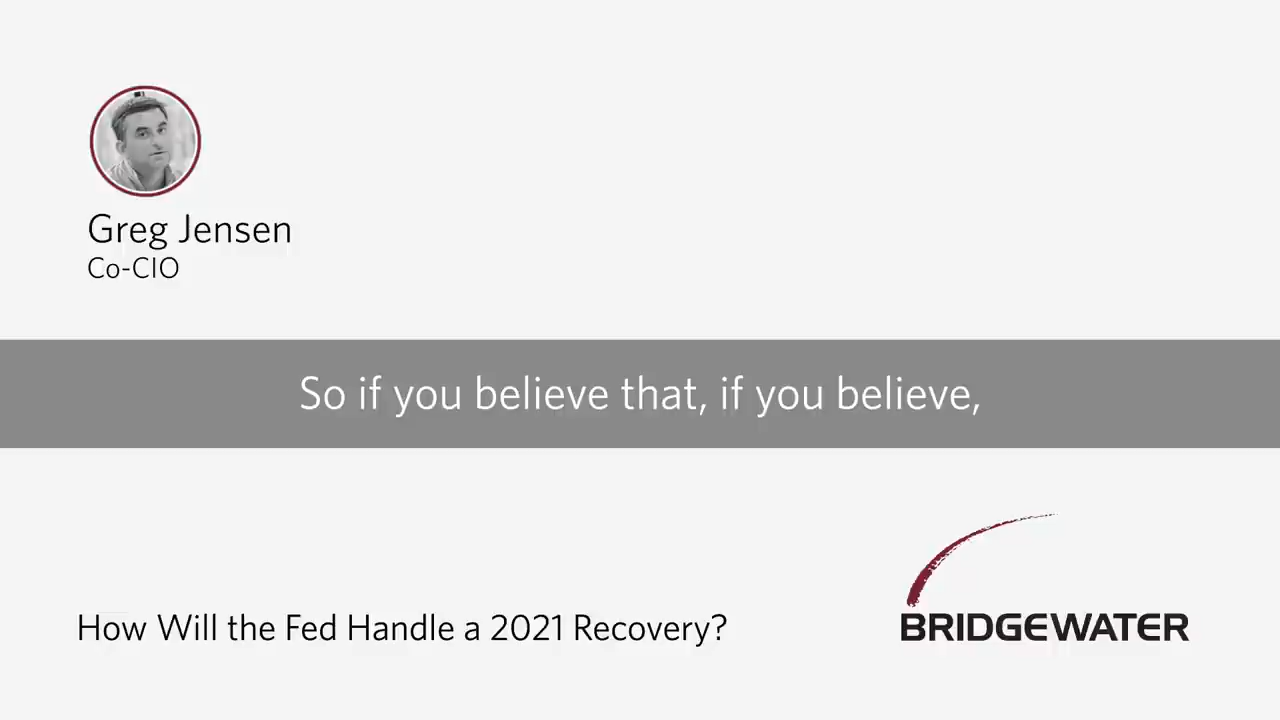 Greg Jensen
Co-CIO
So if you believe that, if you believe,
How Will the Fed Handle a 2021 Recovery?
BRIDGEWATER